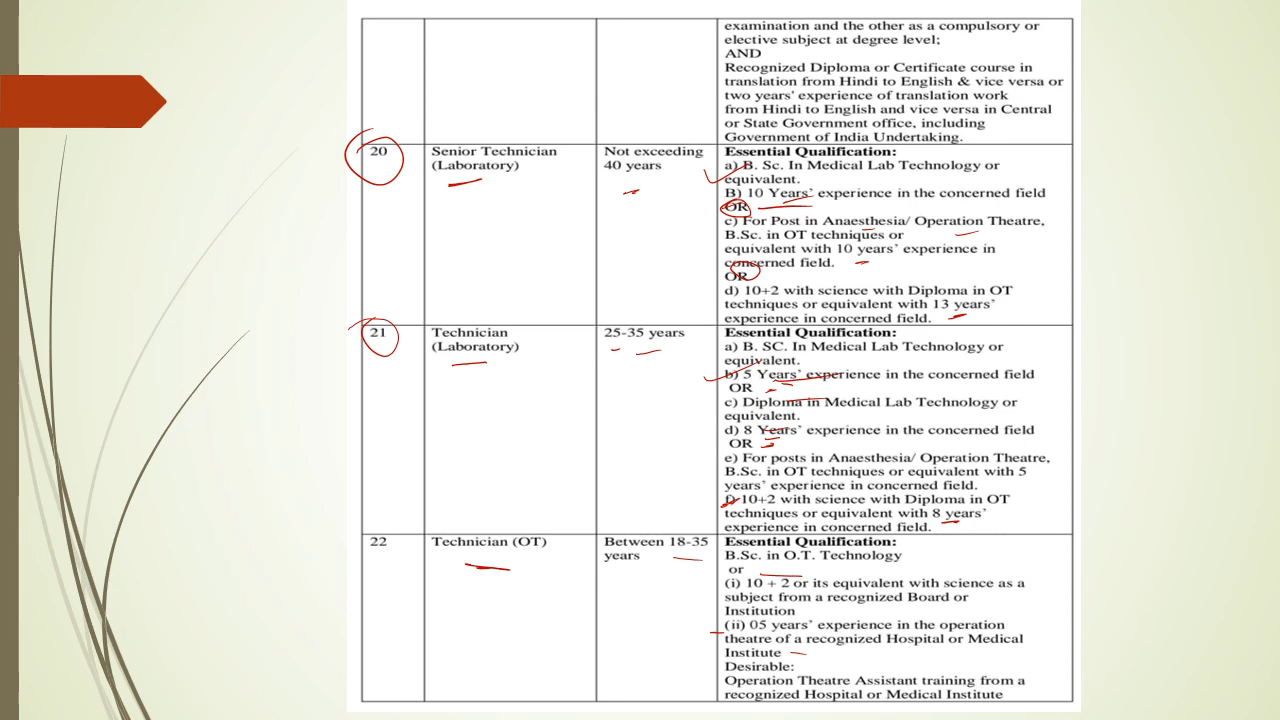 examination and the other as a compulsory or
elective subject at degree level;
AND
Recognized Diploma or Certificate course in
translation from Hindi to English & vice versa or
two years' experience of translation work
from Hindi to English and vice versa in Central
or State Government office, including
Government of India Undertaking.
20
Senior Technician
(Laboratory)
Not exceeding
40 years
Essential Qualification:
a) B. Sc. In Medical Lab Technology or
equivalent.
B) 10 Years' experience in the concerned field
OR
c) For Post in Anaesthesia/ Operation Theatre,
B.Sc. in OT techniques or
equivalent with 10 years' experience in
concerned field.
OR
d) 10+2 with science with Diploma in OT
techniques or equivalent with 13 years'
experience in concerned field.
21
Technician
(Laboratory)
25-35 years
Essential Qualification:
a) B. SC. In Medical Lab Technology or
equivalent.
b) 5 Years' experience in the concerned field
OR
c) Diploma in Medical Lab Technology or
equivalent.
d) 8 Years' experience in the concerned field
OR
e) For posts in Anaesthesia/ Operation Theatre,
B.Sc. in OT techniques or equivalent with 5
years' experience in concerned field.
f) 10+2 with science with Diploma in OT
techniques or equivalent with 8 years'
experience in concerned field.
22
Technician (OT)
Between 18-35
years
Essential Qualification:
B.Sc. in O.T. Technology
or
(i) 10 + 2 or its equivalent with science as a
subject from a recognized Board or
Institution
(ii) 05 years' experience in the operation
theatre of a recognized Hospital or Medical
Institute
Desirable:
Operation Theatre Assistant training from a
recognized Hospital or Medical Institute